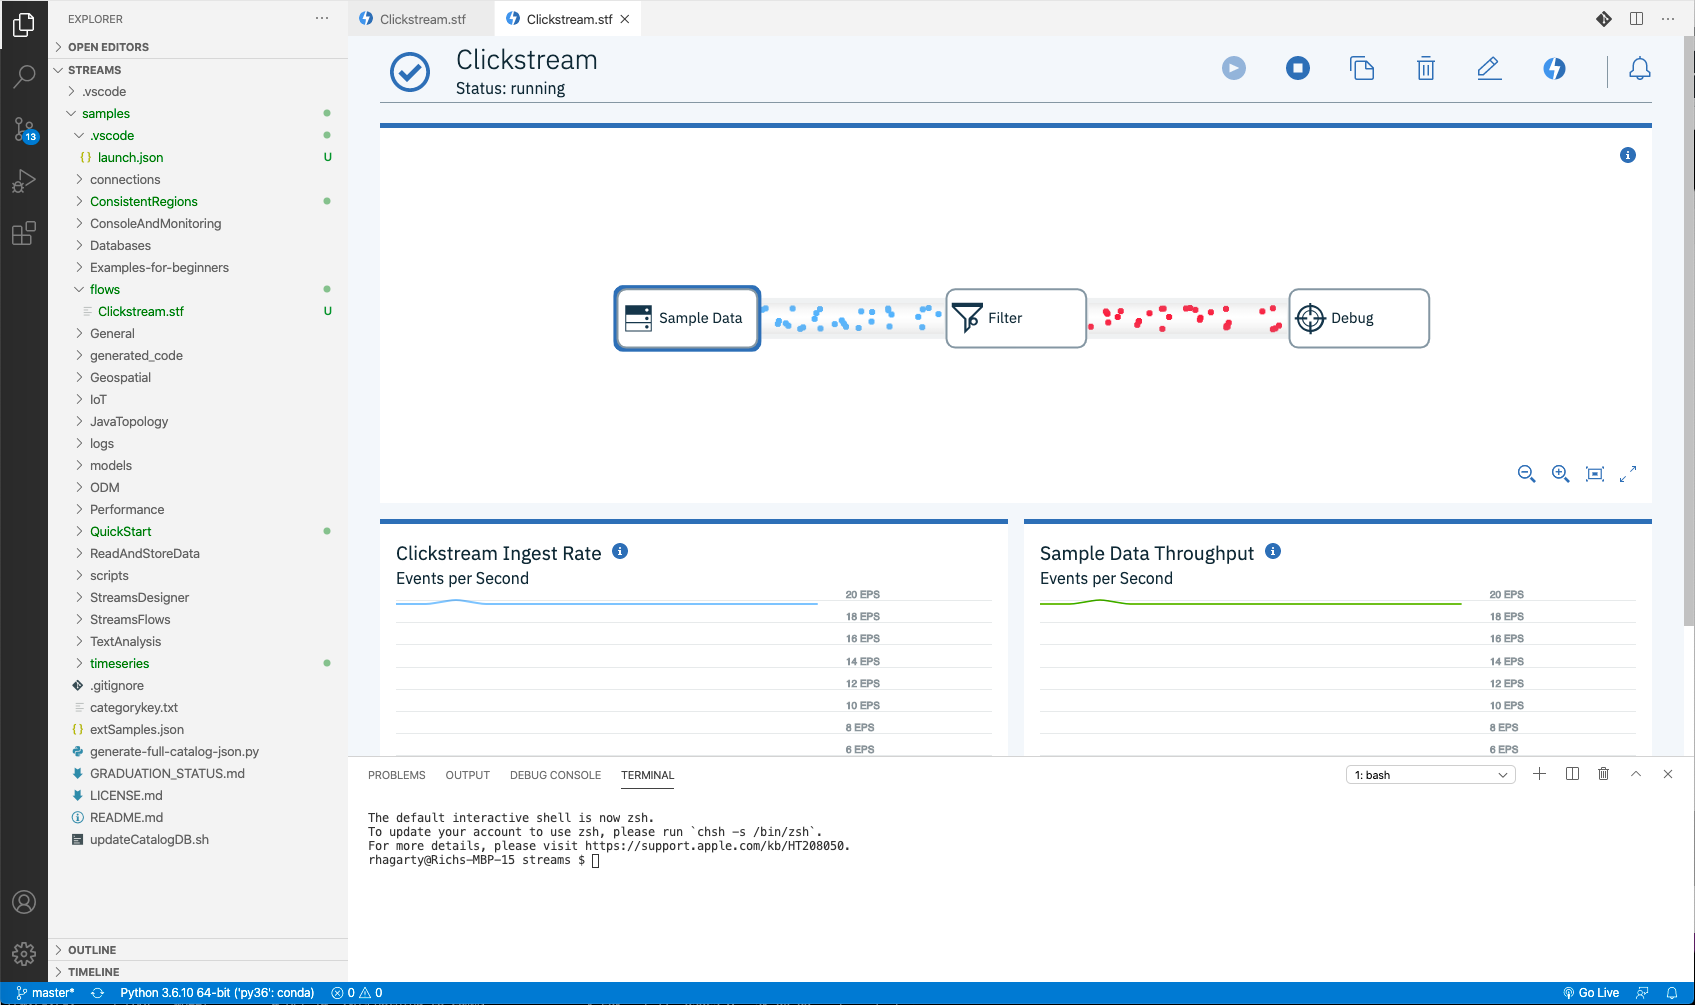 EXPLORER
OPEN EDITORS
STREAMS
.vscode
samples
.vscode
launch.json U
connections
ConsistentRegions
ConsoleAndMonitoring
Databases
Examples-for-beginners
flows
Clickstream.stf U
General
generated_code
Geospatial
IoT
JavaTopology
logs
models
ODM
Performance
QuickStart
ReadAndStoreData
scripts
StreamsDesigner
StreamsFlows
TextAnalysis
timeseries
.gitignore
categorykey.txt
extSamples.json
generate-full-catalog-json.py
GRADUATION_STATUS.md
LICENSE.md
README.md
updateCatalogDB.sh
OUTLINE
TIMELINE
13
Clickstream.stf
Clickstream.stf
Clickstream
Status: running
Sample Data
Filter
Debug
Clickstream Ingest Rate
Events per Second
20 EPS
18 EPS
16 EPS
14 EPS
12 EPS
10 EPS
8 EPS
6 EPS
Sample Data Throughput
Events per Second
20 EPS
18 EPS
16 EPS
14 EPS
12 EPS
10 EPS
8 EPS
6 EPS
PROBLEMS OUTPUT DEBUG CONSOLE TERMINAL
1: bash
The default interactive shell is now zsh.
To update your account to use zsh, please run `chsh -s /bin/zsh`.
For more details, please visit https://support.apple.com/kb/HT208050.
rhagarty@Richs-MBP-15 streams $
master* Python 3.6.10 64-bit ('py36': conda) 0 0 Go Live